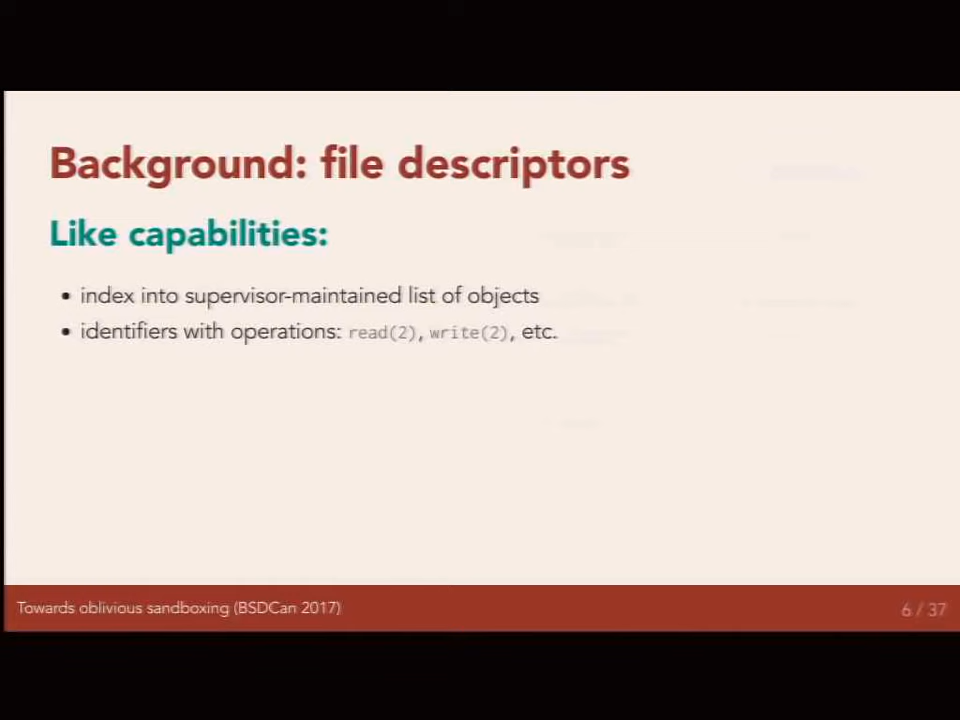 Background: file descriptors
Like capabilities:
• index into supervisor-maintained list of objects
• identifiers with operations: read(2), write(2), etc.
Towards oblivious sandboxing (BSDCan 2017)
6 / 37